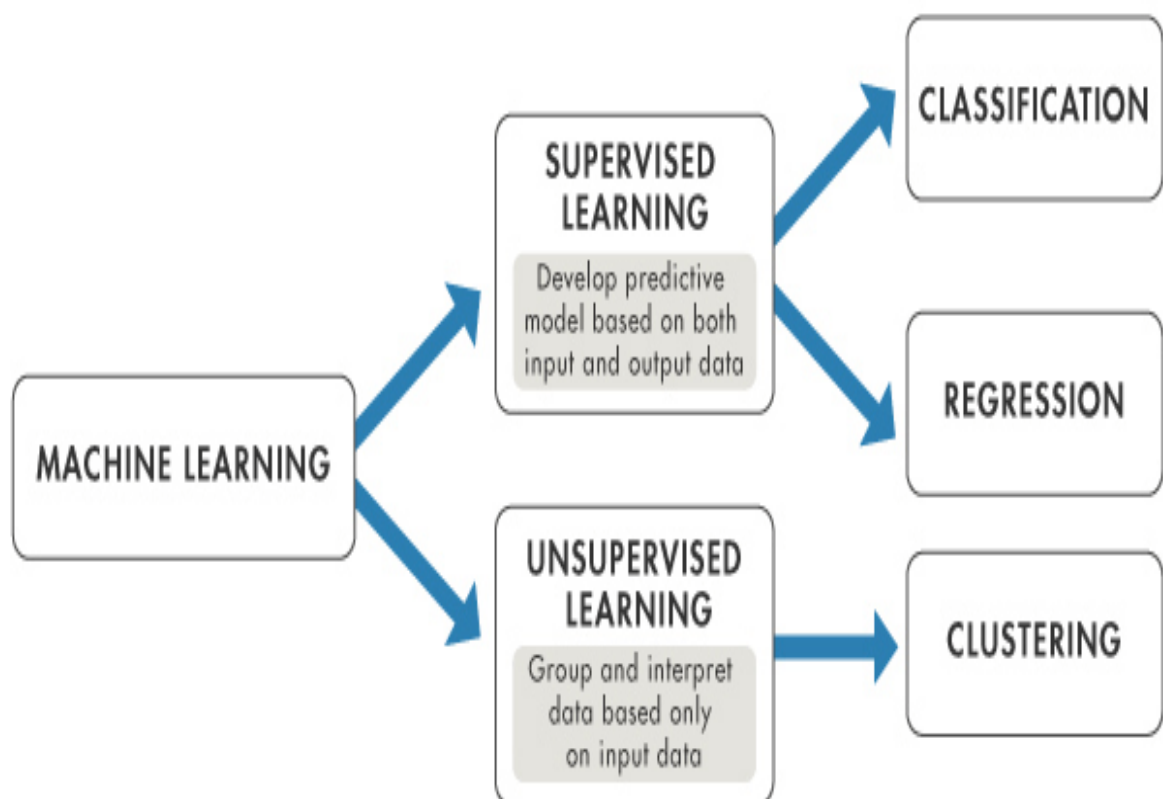 MACHINE LEARNING
SUPERVISED
LEARNING
Develop predictive
model based on both
input and output data
UNSUPERVISED
LEARNING
Group and interpret
data based only
on input data
CLASSIFICATION
REGRESSION
CLUSTERING